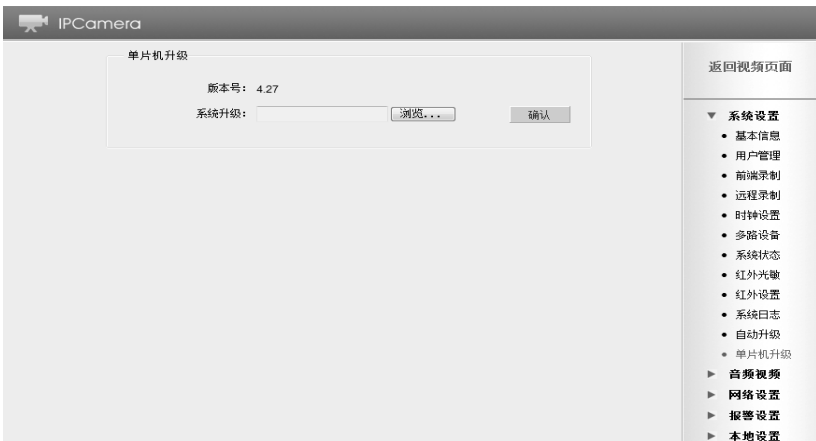 IPCamera
单片机升级
版本号： 4.27
系统升级： 浏览... 确认
返回视频页面
系统设置
基本信息
用户管理
前端录制
远程录制
时钟设置
多路设备
系统状态
红外光敏
红外设置
系统日志
自动升级
单片机升级
音频视频
网络设置
报警设置
本地设置